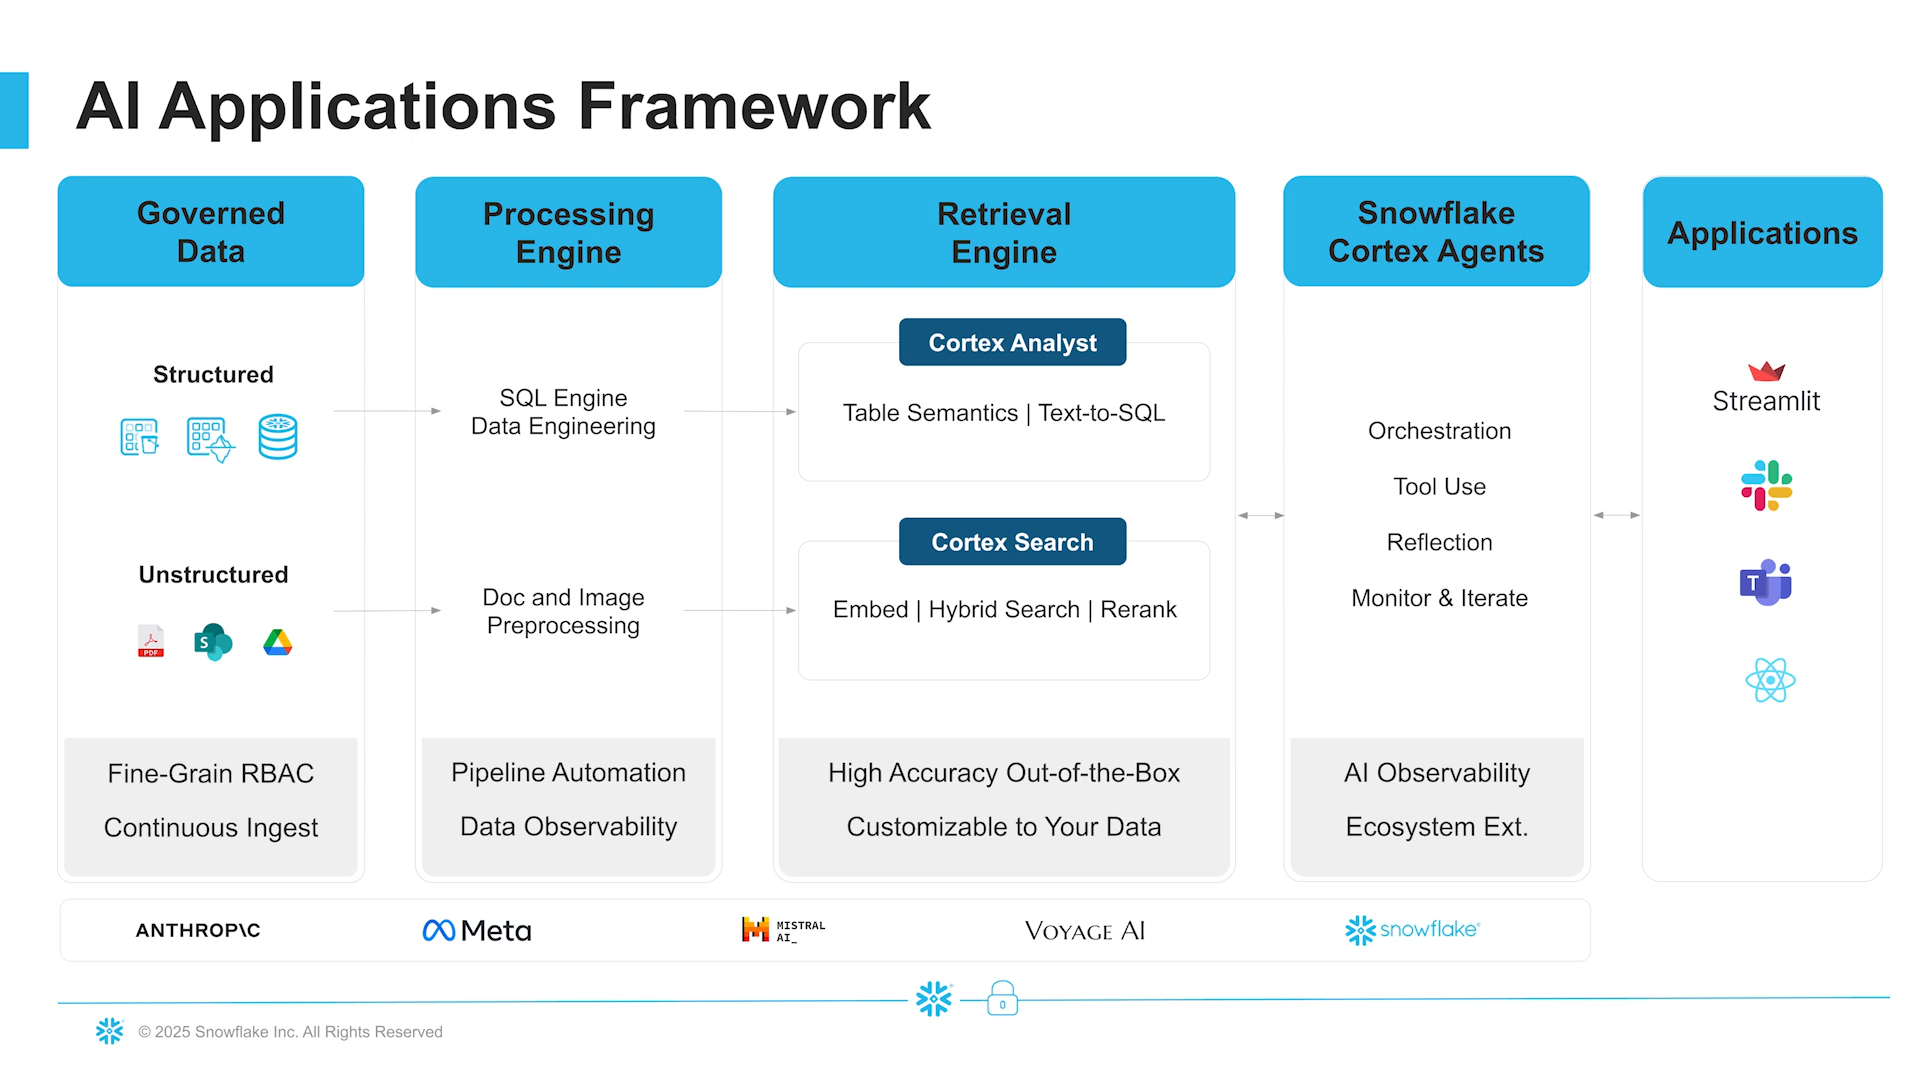 AI Applications Framework
Governed
Data
Structured
Unstructured
PDF
S
Fine-Grain RBAC
Continuous Ingest
Processing
Engine
SQL Engine
Data Engineering
Doc and Image
Preprocessing
Pipeline Automation
Data Observability
Retrieval
Engine
Cortex Analyst
Table Semantics | Text-to-SQL
Cortex Search
Embed | Hybrid Search | Rerank
High Accuracy Out-of-the-Box
Customizable to Your Data
Snowflake
Cortex Agents
Orchestration
Tool Use
Reflection
Monitor & Iterate
AI Observability
Ecosystem Ext.
Applications
Streamlit
T
ANTHROP\C
Meta
MISTRAL
AI_
VOYAGE AI
snowflake®
0
© 2025 Snowflake Inc. All Rights Reserved